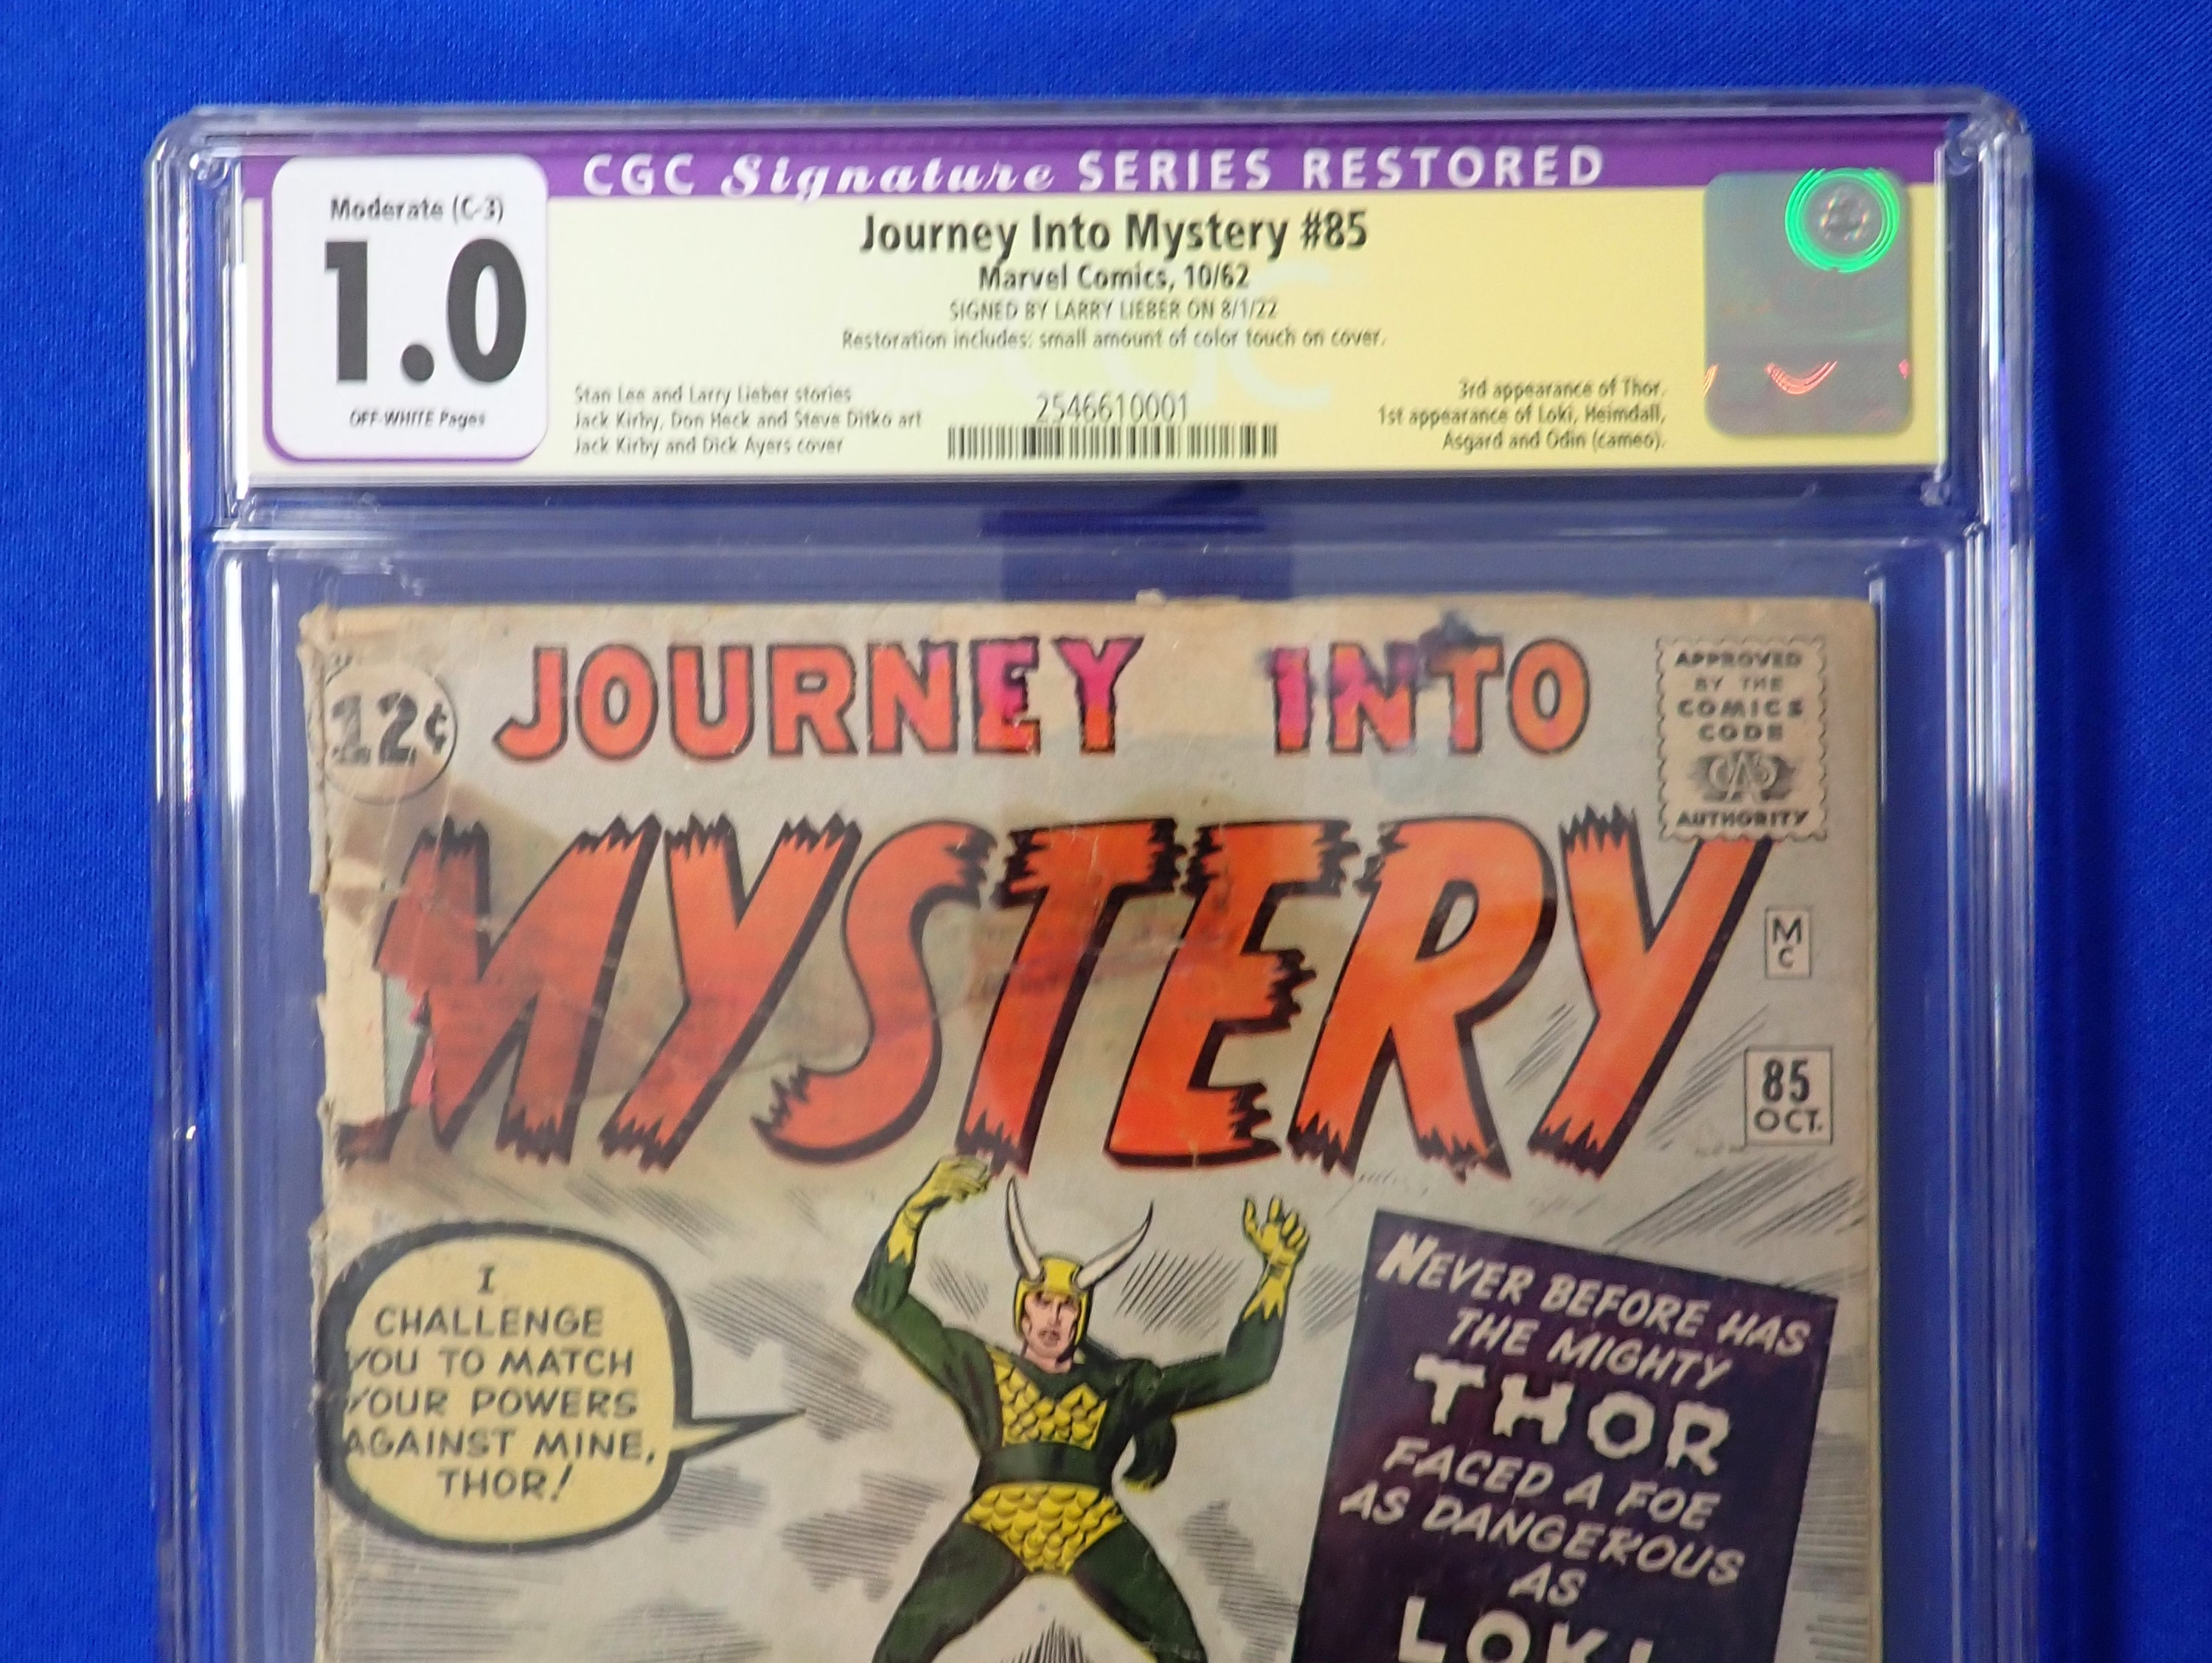 CGC Signature SERIES RESTORED
Moderate (C-3)
1.0
OFF-WHITE Pages
Journey Into Mystery #85
Marvel Comics, 10/62
SIGNED BY LARRY LIEBER ON 8/1/22
Restoration includes: small amount of color touch on cover.
Stan Lee and Larry Lieber stories
Jack Kirby, Don Heck and Steve Ditko art
Jack Kirby and Dick Ayers cover
2546610001
3rd appearance of Thor.
1st appearance of Loki, Heimdall,
Asgard and Odin (cameo).
12¢
JOURNEY INTO
MYSTERY
APPROVED
BY THE
COMICS
CODE
AUTHORITY
M
C
85
OCT.
I
CHALLENGE
YOU TO MATCH
YOUR POWERS
AGAINST MINE,
THOR!
NEVER BEFORE HAS
THE MIGHTY
THOR
FACED A FOE
AS DANGEROUS
AS
LOKI